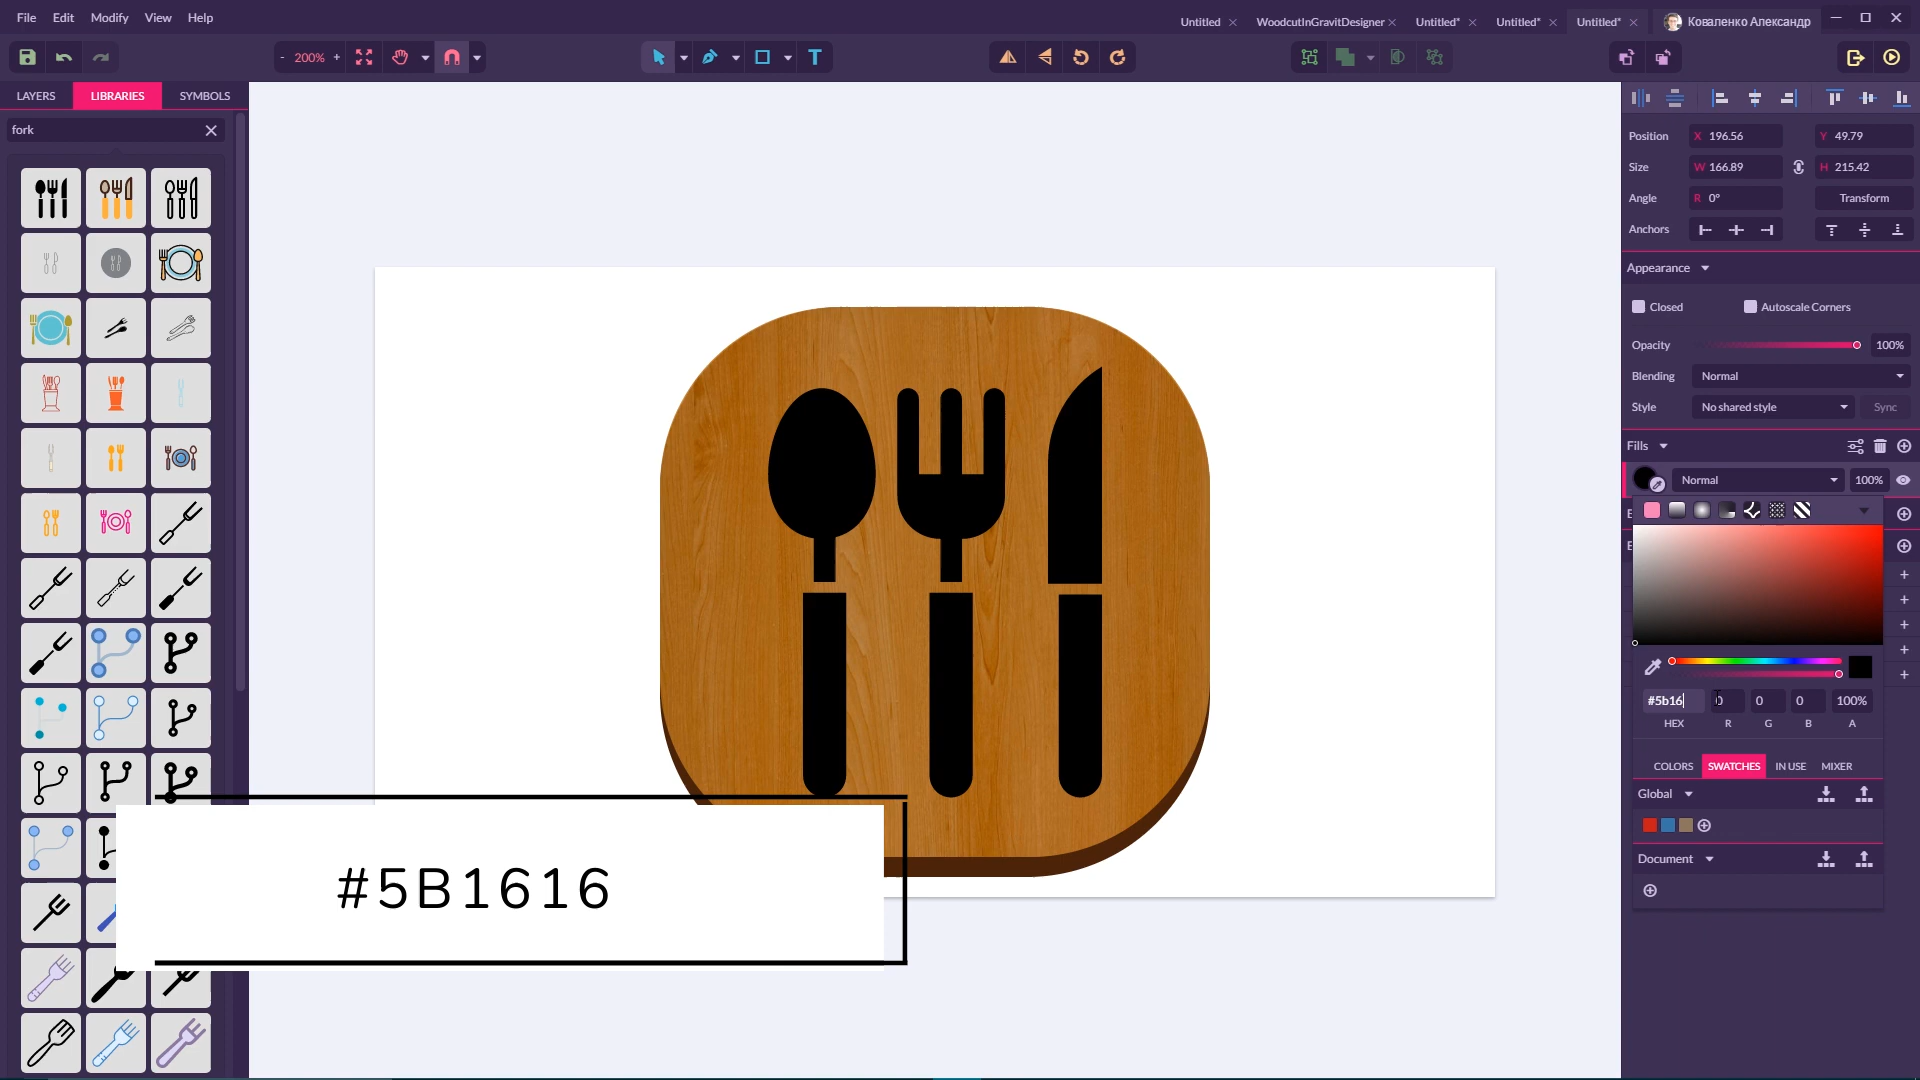 File Edit Modify View Help
Untitled WoodcutInGravitDesigner Untitled* Untitled* Untitled* Коваленко Александр
- 200% +
LAYERS LIBRARIES SYMBOLS
fork
Position X 196.56 Y 49.79
Size W 166.89 H 215.42
Angle R 0° Transform
Anchors
Appearance
Closed Autoscale Corners
Opacity 100%
Blending Normal
Style No shared style Sync
Fills
Normal 100%
#5b16 0 0 0 100%
HEX R G B A
COLORS SWATCHES IN USE MIXER
Global
Document
#5B1616